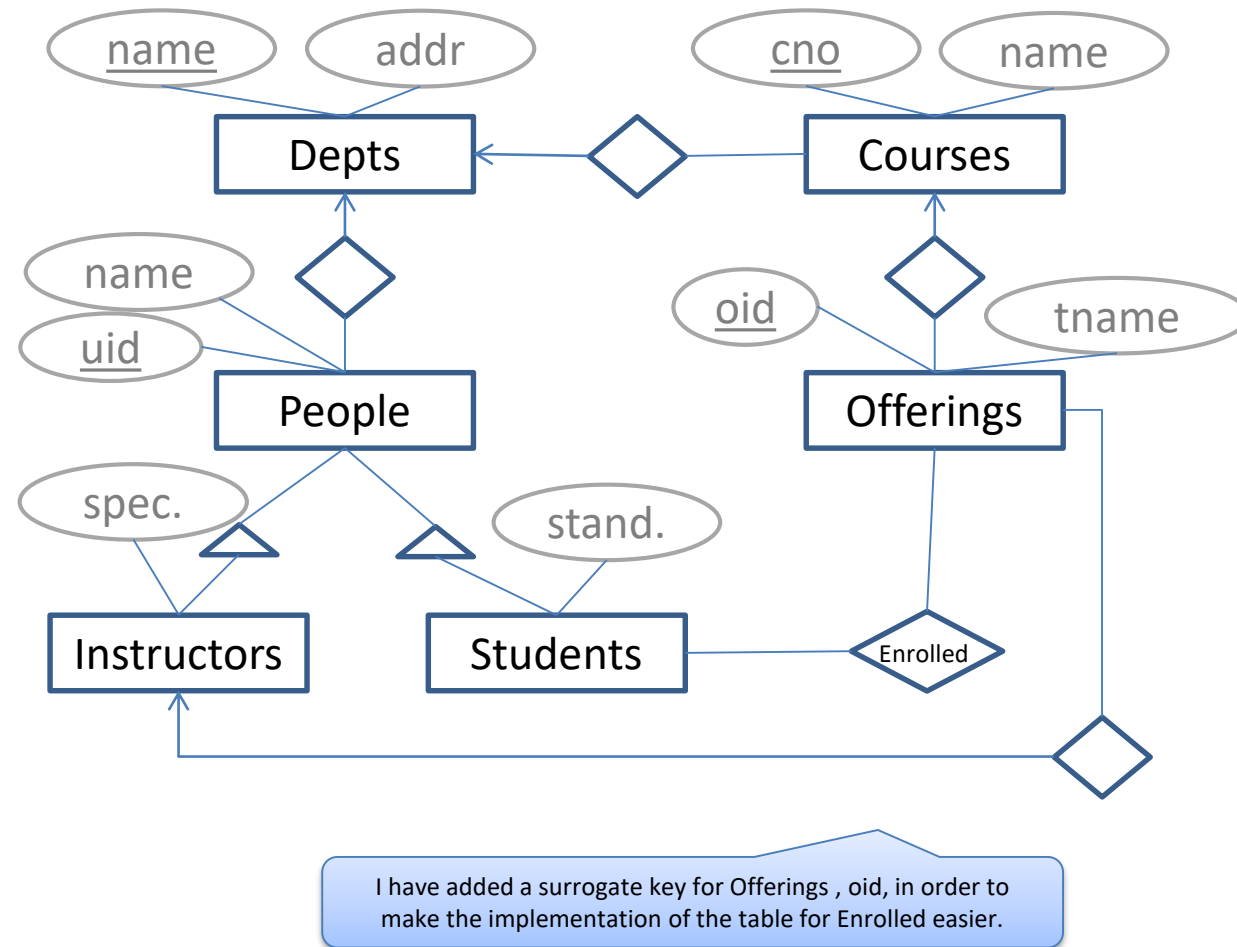 name
addr
cno
name
Depts
Courses
name
oid
tname
uid
People
Offerings
spec.
stand.
Instructors
Students
Enrolled
I have added a surrogate key for Offerings , oid, in order to
make the implementation of the table for Enrolled easier.